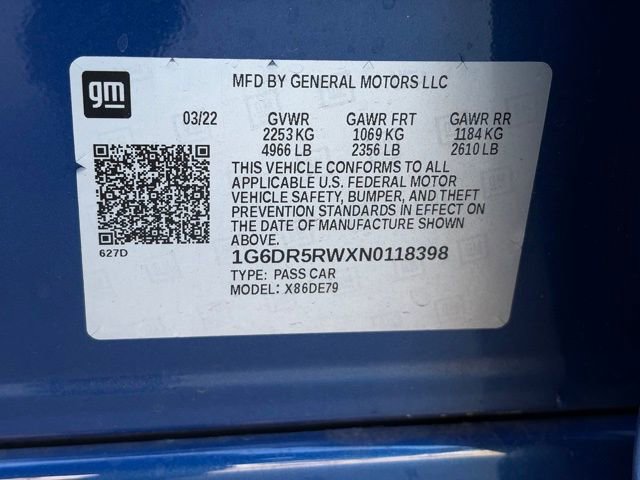 gm
MFD BY GENERAL MOTORS LLC
03/22 GVWR GAWR FRT GAWR RR
2253 KG 1069 KG 1184 KG
4966 LB 2356 LB 2610 LB
THIS VEHICLE CONFORMS TO ALL
APPLICABLE U.S. FEDERAL MOTOR
VEHICLE SAFETY, BUMPER, AND THEFT
PREVENTION STANDARDS IN EFFECT ON
THE DATE OF MANUFACTURE SHOWN
ABOVE.
627D
1G6DR5RWXN0118398
TYPE: PASS CAR
MODEL: X86DE79